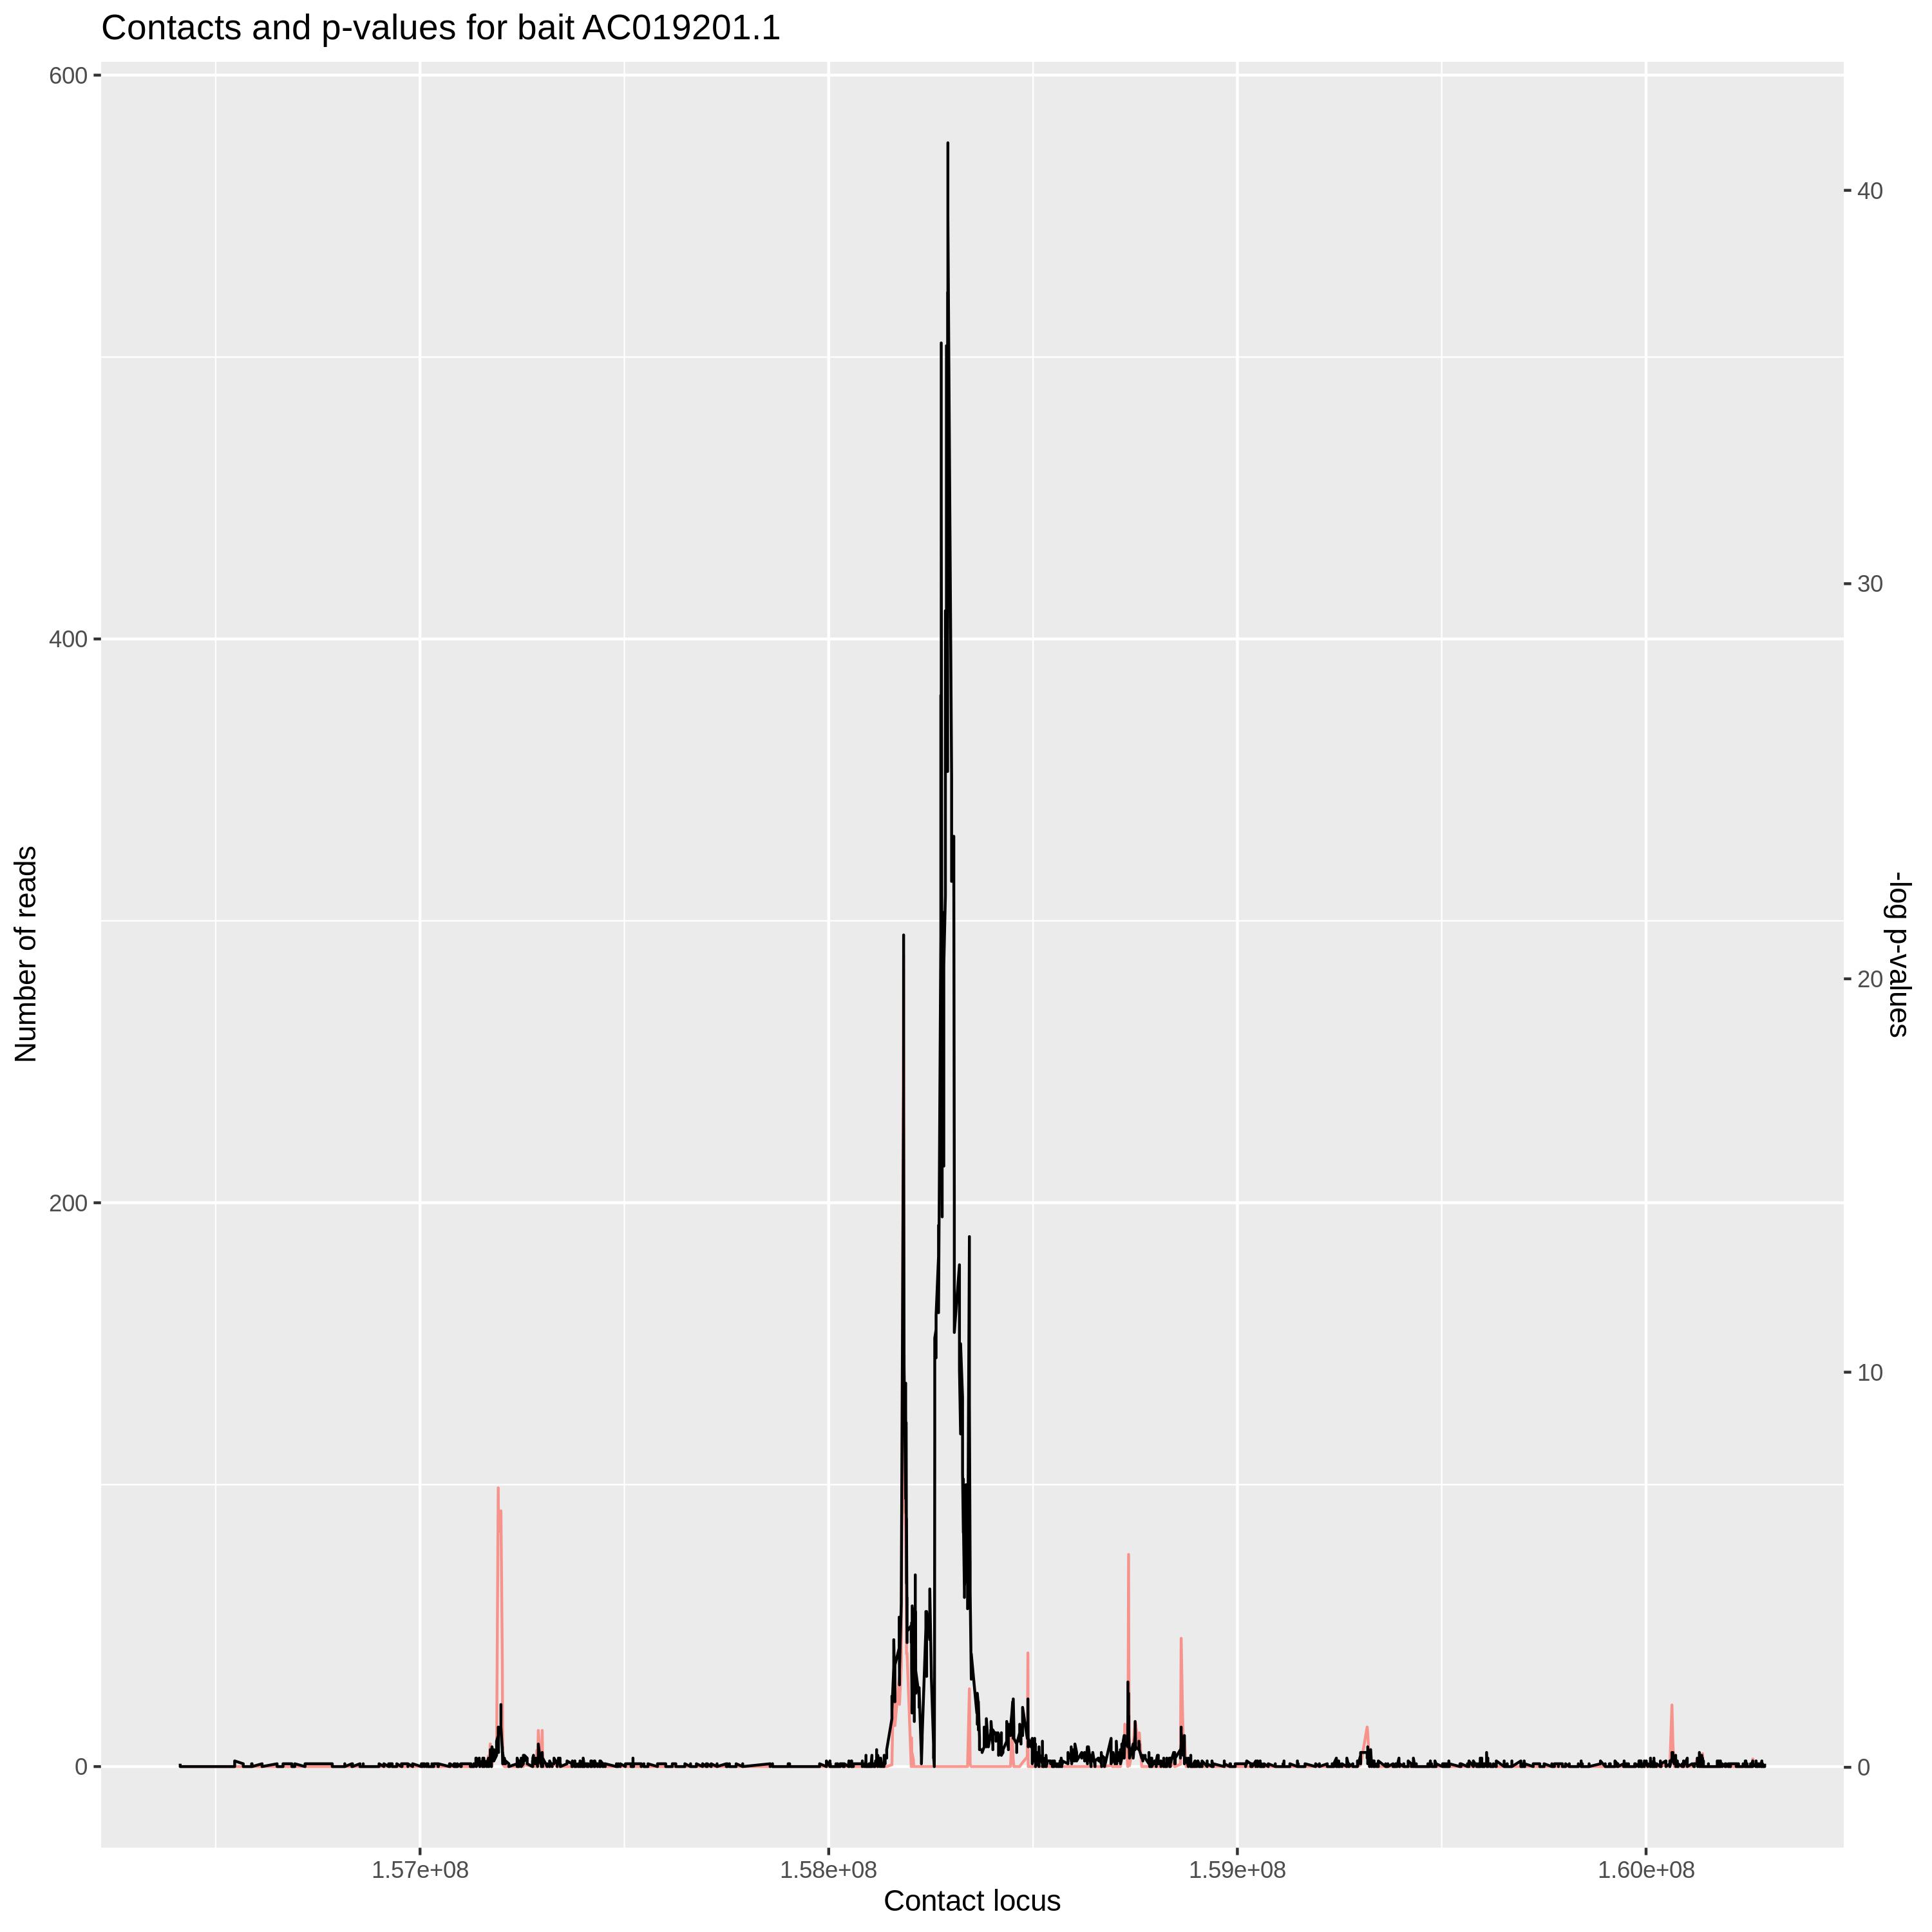 Contacts and p-values for bait AC019201.1
600
400
200
0
Number of reads
40
30
20
10
0
-log p-values
1.57e+08
1.58e+08
1.59e+08
1.60e+08
Contact locus